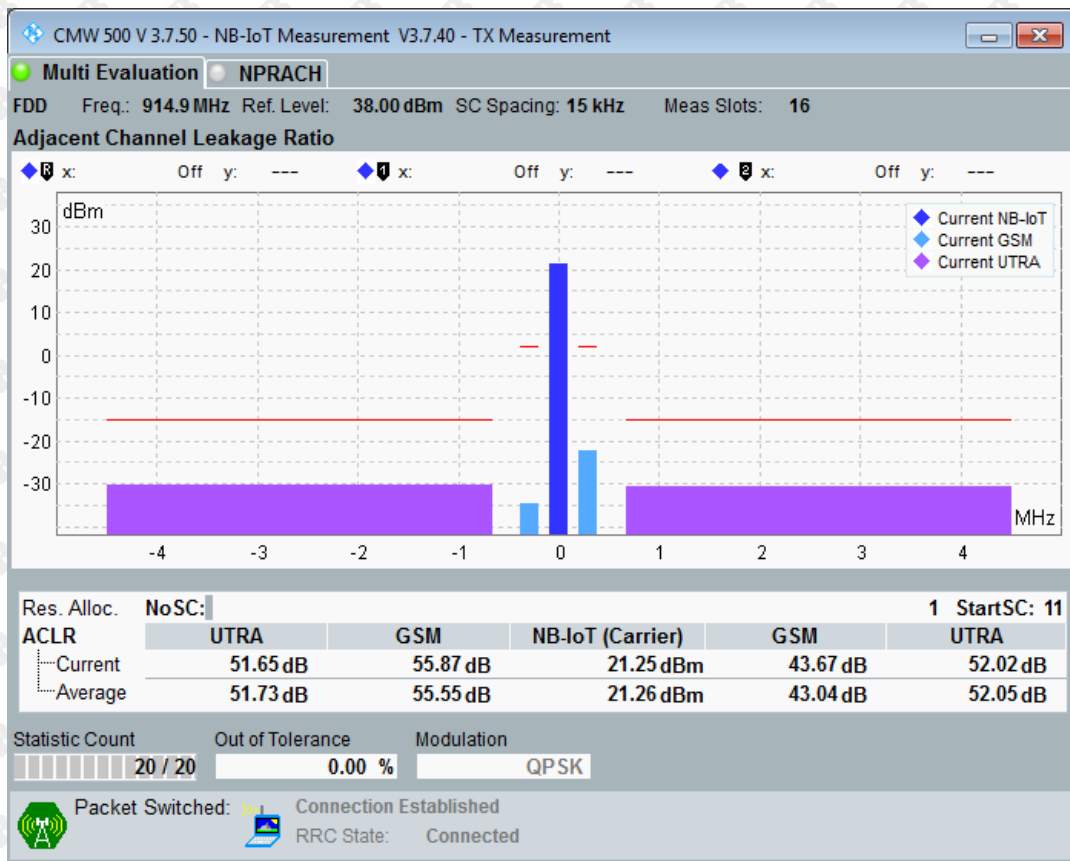 CMW 500 V 3.7.50 - NB-IoT Measurement V3.7.40 - TX Measurement
Multi Evaluation NPRACH
FDD Freq.: 914.9 MHz Ref. Level: 38.00 dBm SC Spacing: 15 kHz Meas Slots: 16
Adjacent Channel Leakage Ratio
R x: Off y: --- 1 x: Off y: --- 2 x: Off y: ---
dBm
Current NB-IoT
Current GSM
Current UTRA
30
20
10
0
-10
-20
-30
MHz
-4 -3 -2 -1 0 1 2 3 4
Res. Alloc. NoSC: 1 StartSC: 11
ACLR UTRA GSM NB-IoT (Carrier) GSM UTRA
Current 51.65 dB 55.87 dB 21.25 dBm 43.67 dB 52.02 dB
Average 51.73 dB 55.55 dB 21.26 dBm 43.04 dB 52.05 dB
Statistic Count Out of Tolerance Modulation
20 / 20 0.00 % QPSK
Packet Switched: Connection Established
RRC State: Connected